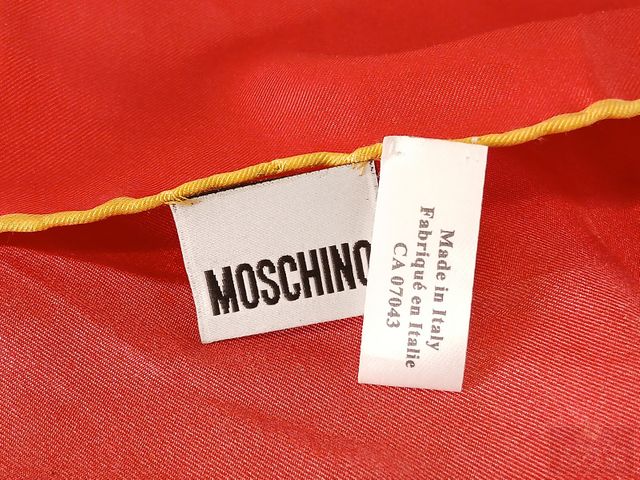 MOSCHINO
Made in Italy
Fabriqué en Italie
CA 07043